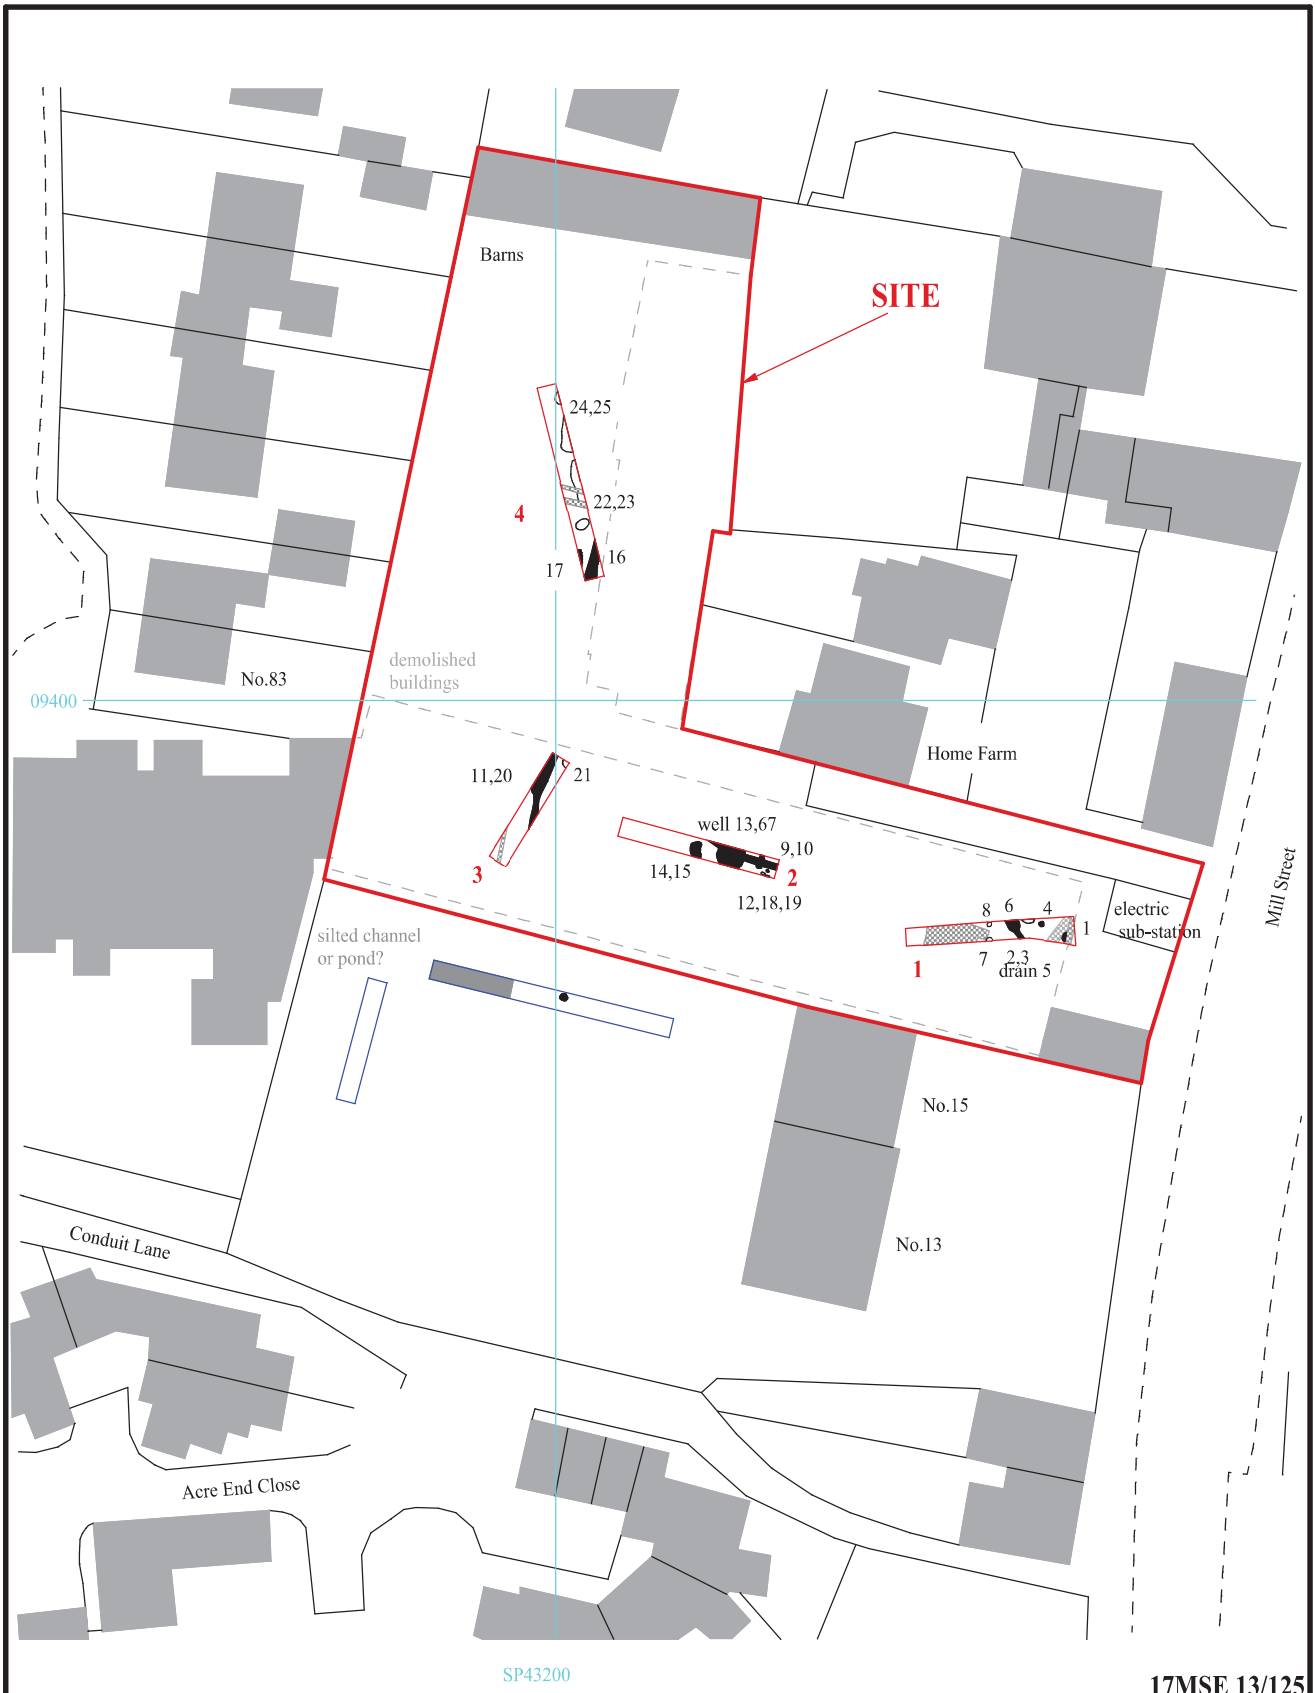 Barns
SITE
24,25
22,23
4
16
17
demolished
buildings
No.83
09400
Home Farm
11,20
21
well 13,67
9,10
14,15
2
3
12,18,19
8
6
4
1
electric
sub-station
7
2,3
drain 5
1
Mill Street
silted channel
or pond?
No.15
No.13
Conduit Lane
Acre End Close
SP43200
17MSE 13/125